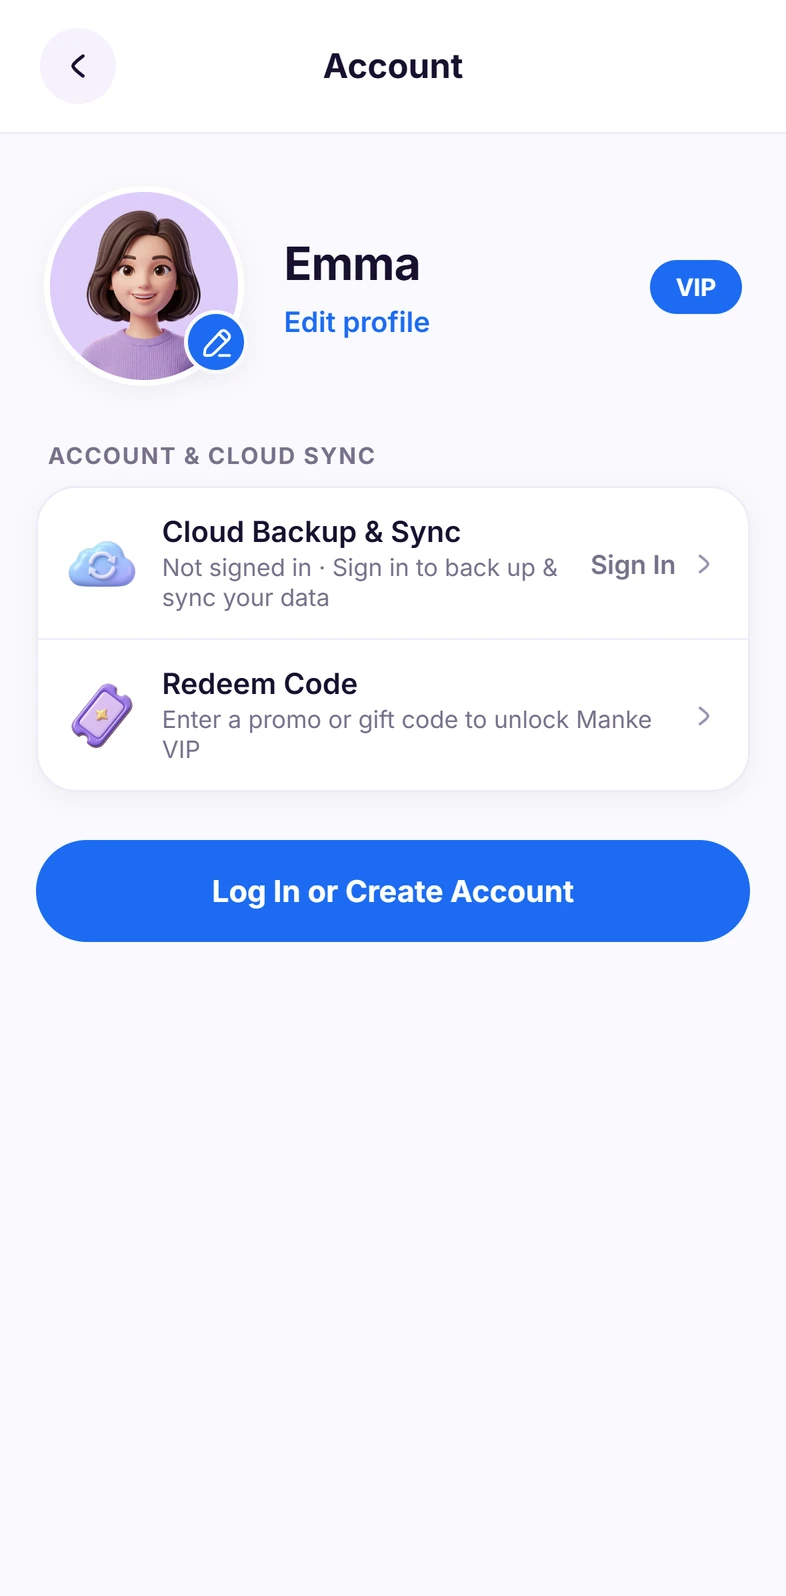 Account
Emma
VIP
Edit profile
ACCOUNT & CLOUD SYNC
Cloud Backup & Sync
Not signed in · Sign in to back up &
sync your data
Sign In
Redeem Code
Enter a promo or gift code to unlock Manke
VIP
Log In or Create Account